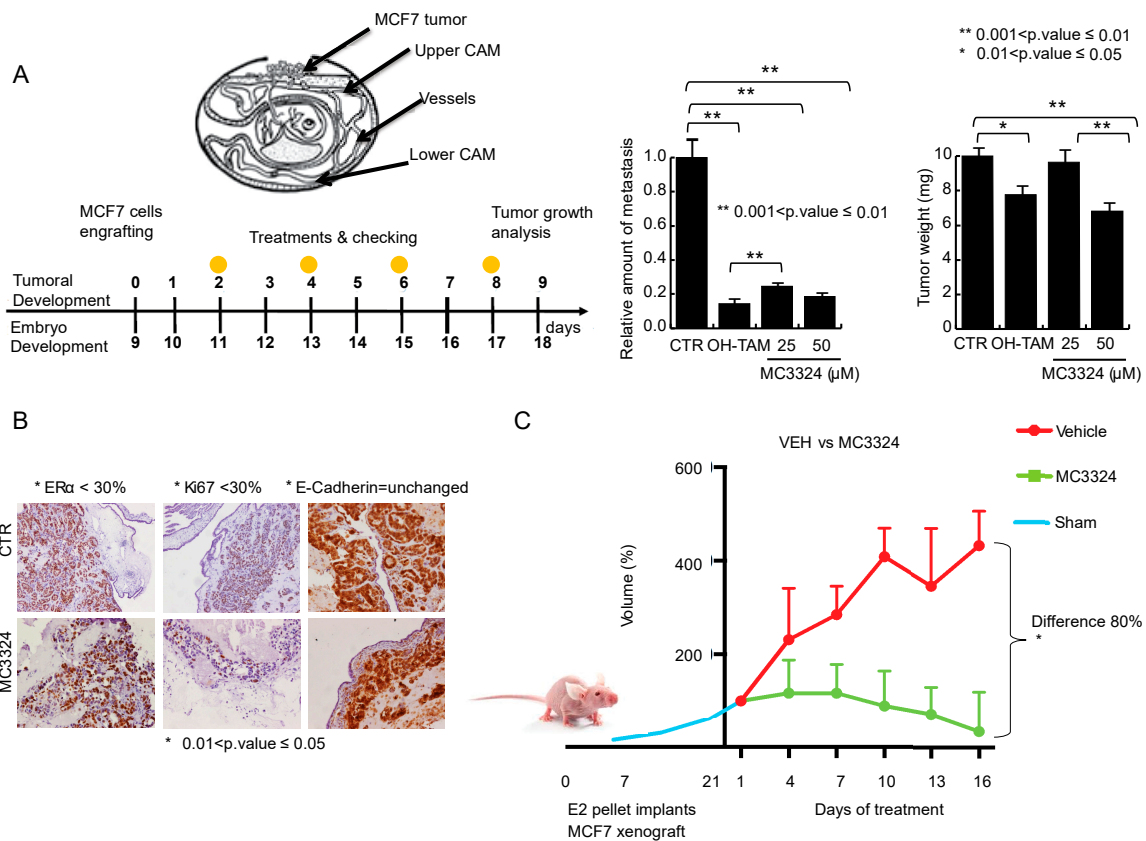 A
MCF7 tumor
Upper CAM
Vessels
Lower CAM
MCF7 cells
engrafting
Treatments & checking
Tumor growth
analysis
Tumoral
Development
0 1 2 3 4 5 6 7 8 9
Embryo
Development
9 10 11 12 13 14 15 16 17 18
days
Relative amount of metastasis
1.0
0.8
0.6
0.4
0.2
0.0
**
**
**
** 0.001<p.value ≤ 0.01
**
CTR OH-TAM 25 50
MC3324 (μM)
** 0.001<p.value ≤ 0.01
* 0.01<p.value ≤ 0.05
Tumor weight (mg)
12
10
8
6
4
2
0
**
* **
CTR OH-TAM 25 50
MC3324 (μM)
B
* ERα < 30%
* Ki67 <30%
* E-Cadherin=unchanged
CTR
MC3324
* 0.01<p.value ≤ 0.05
C
VEH vs MC3324
Vehicle
MC3324
Sham
Volume (%)
600
400
200
Difference 80%
*
0 7 21 1 4 7 10 13 16
E2 pellet implants
MCF7 xenograft
Days of treatment